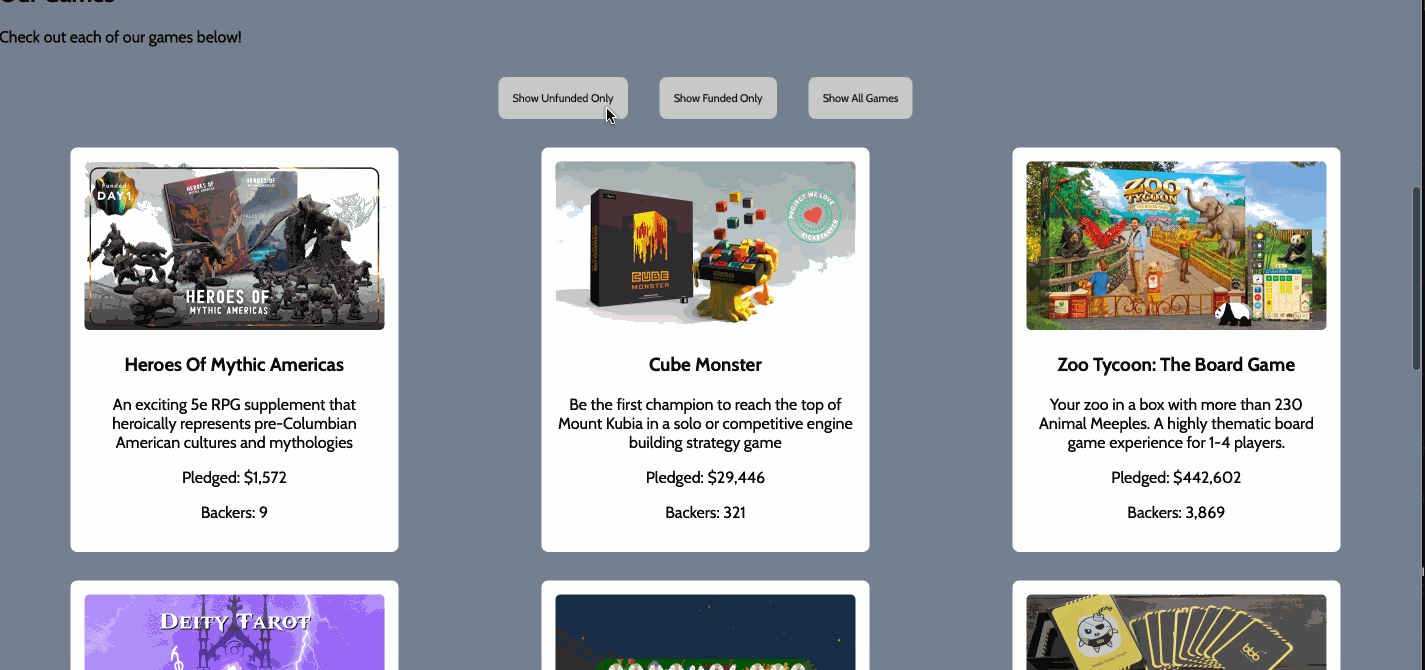 Our Games
Check out each of our games below!
Show Unfunded Only
Show Funded Only
Show All Games
Funded
DAY 1
HEROES OF
MYTHIC AMERICAS
HEROES OF
HEROES OF
MYTHIC AMERICAS
CUBE
MONSTER
PROJECT WE LOVE
KICKSTARTER
ZOO
TYCOON
THE BOARD GAME
Heroes Of Mythic Americas
Cube Monster
Zoo Tycoon: The Board Game
An exciting 5e RPG supplement that
heroically represents pre-Columbian
American cultures and mythologies
Be the first champion to reach the top of
Mount Kubia in a solo or competitive engine
building strategy game
Your zoo in a box with more than 230
Animal Meeples. A highly thematic board
game experience for 1-4 players.
Pledged: $1,572
Pledged: $29,446
Pledged: $442,602
Backers: 9
Backers: 321
Backers: 3,869
DEITY TAROT
bbb